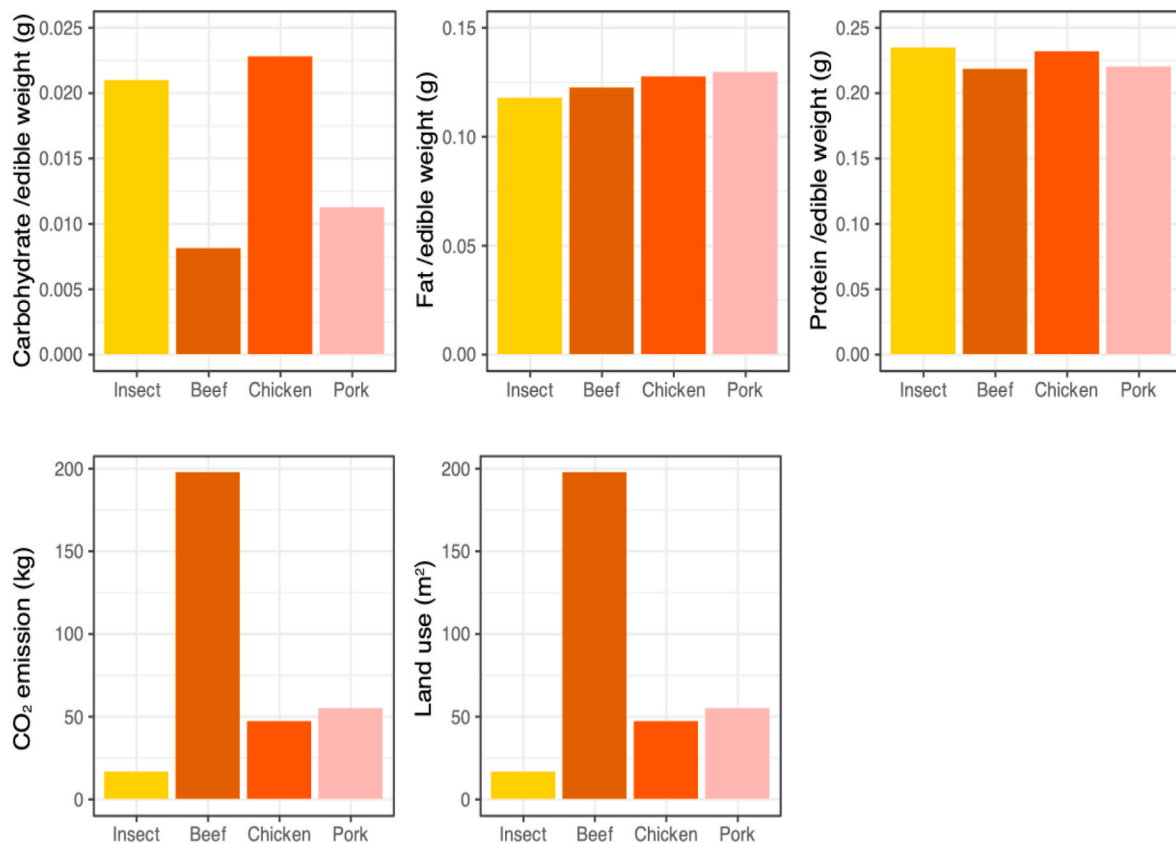 Carbohydrate /edible weight (g)
0.025
0.020
0.015
0.010
0.005
0.000
Insect Beef Chicken Pork
Fat /edible weight (g)
0.15
0.10
0.05
0.00
Insect Beef Chicken Pork
Protein /edible weight (g)
0.25
0.20
0.15
0.10
0.05
0.00
Insect Beef Chicken Pork
CO₂ emission (kg)
200
150
100
50
0
Insect Beef Chicken Pork
Land use (m²)
200
150
100
50
0
Insect Beef Chicken Pork